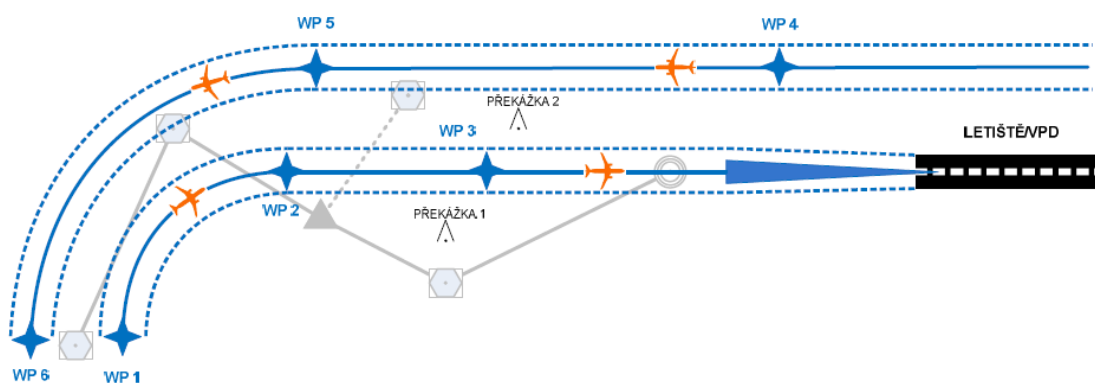 WP 5
WP 4
PŘEKÁŽKA 2
WP 3
LETIŠTĚ/VPD
WP 2
PŘEKÁŽKA 1
WP 6
WP 1